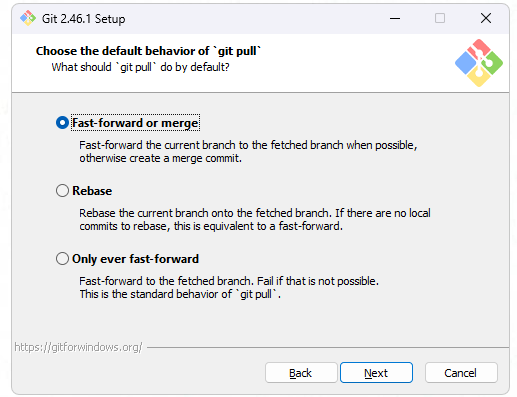 Git 2.46.1 Setup
Choose the default behavior of `git pull`
What should `git pull` do by default?
Fast-forward or merge
Fast-forward the current branch to the fetched branch when possible,
otherwise create a merge commit.
Rebase
Rebase the current branch onto the fetched branch. If there are no local
commits to rebase, this is equivalent to a fast-forward.
Only ever fast-forward
Fast-forward to the fetched branch. Fail if that is not possible.
This is the standard behavior of `git pull`.
https://gitforwindows.org/
Back
Next
Cancel